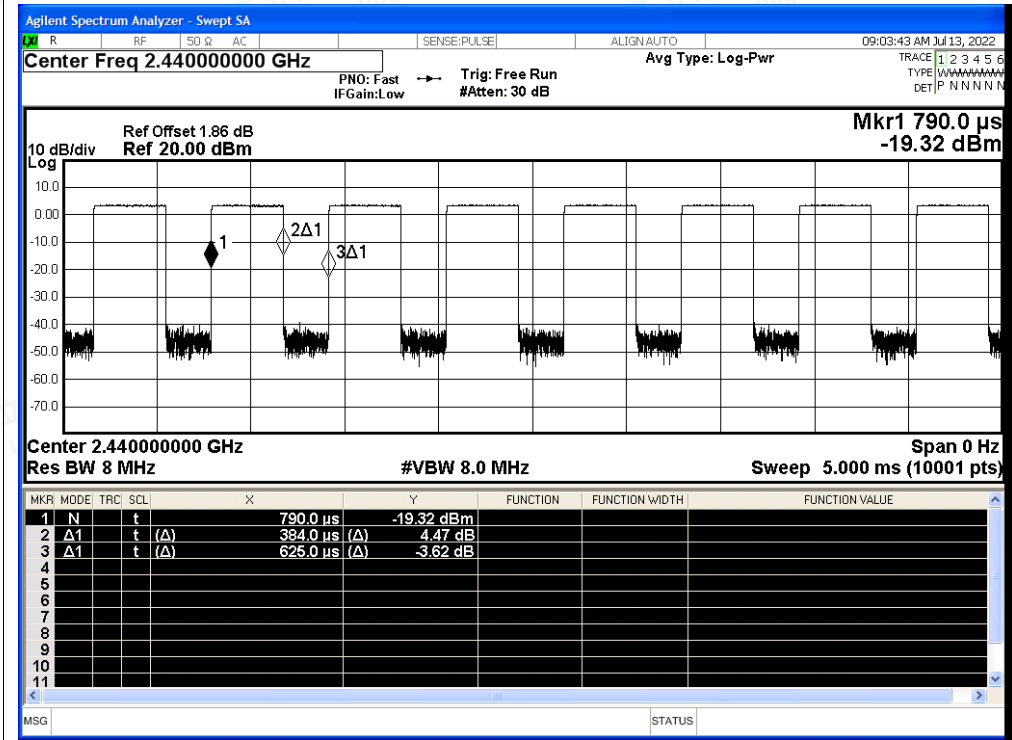 Agilent Spectrum Analyzer - Swept SA
LXI R RF 50 Ω AC SENSE:PULSE ALIGN AUTO 09:03:43 AM Jul 13, 2022
Center Freq 2.440000000 GHz Avg Type: Log-Pwr TRACE 1 2 3 4 5 6
PNO: Fast Trig: Free Run TYPE WWWWWW
IFGain:Low #Atten: 30 dB DET P N N N N N
Mkr1 790.0 µs
Ref Offset 1.86 dB
10 dB/div Ref 20.00 dBm -19.32 dBm
Log
10.0
0.00
1 2Δ1
-10.0
3Δ1
-20.0
-30.0
-40.0
-50.0
-60.0
-70.0
Center 2.440000000 GHz Span 0 Hz
Res BW 8 MHz #VBW 8.0 MHz Sweep 5.000 ms (10001 pts)
MKR MODE TRC SCL X Y FUNCTION FUNCTION WIDTH FUNCTION VALUE
1 N t 790.0 µs -19.32 dBm
2 Δ1 t (Δ) 384.0 µs (Δ) 4.47 dB
3 Δ1 t (Δ) 625.0 µs (Δ) -3.62 dB
4
5
6
7
8
9
10
11
MSG STATUS